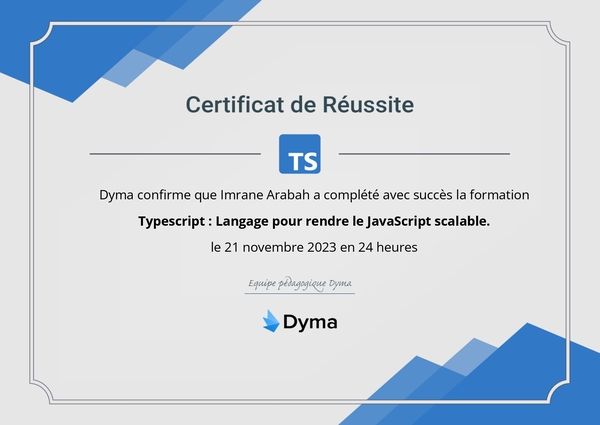 Certificat de Réussite
TS
Dyma confirme que Imrane Arabah a complété avec succès la formation
Typescript : Langage pour rendre le JavaScript scalable.
le 21 novembre 2023 en 24 heures
Equipe pédagogique Dyma
Dyma